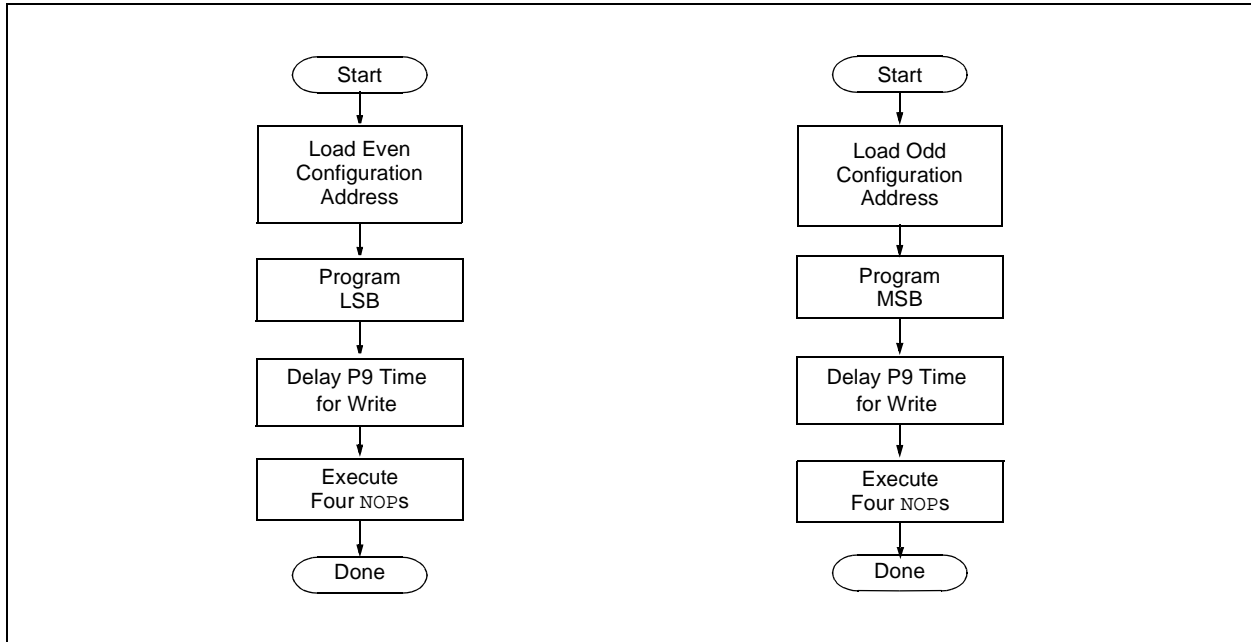 Start
Load Even
Configuration
Address
Program
LSB
Delay P9 Time
for Write
Execute
Four NOPs
Done
Start
Load Odd
Configuration
Address
Program
MSB
Delay P9 Time
for Write
Execute
Four NOPs
Done